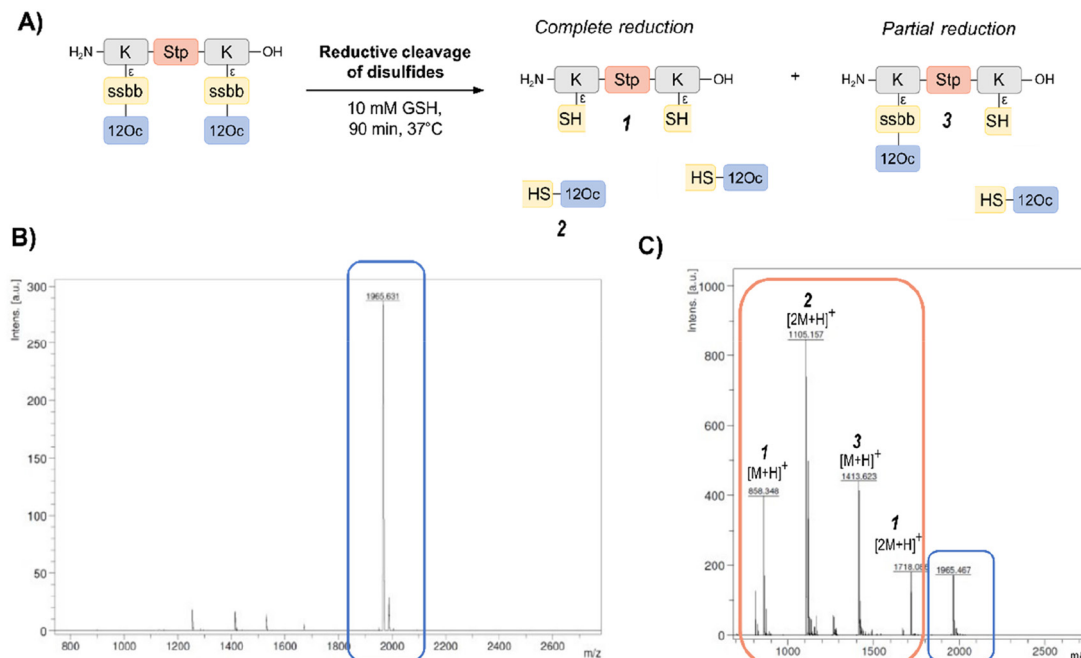 A)
Complete reduction
Partial reduction
H₂N K Stp K OH
ε ε
ssbb ssbb
12Oc 12Oc
Reductive cleavage
of disulfides
10 mM GSH,
90 min, 37°C
H₂N K Stp K OH
ε ε
SH 1 SH
HS 12Oc
HS 12Oc
2
+
H₂N K Stp K OH
ε ε
ssbb 3 SH
12Oc
HS 12Oc
B)
Intens. [a.u.]
300
250
200
150
100
50
0
1965.631
800 1000 1200 1400 1600 1800 2000 2200 2400 2600
m/z
C)
Intens. [a.u.]
1000
800
600
400
200
0
2
[2M+H]⁺
1105.157
1
[M+H]⁺
858.348
3
[M+H]⁺
1413.623
1
[2M+H]⁺
1965.467
1000 1500 2000 2500
m/z